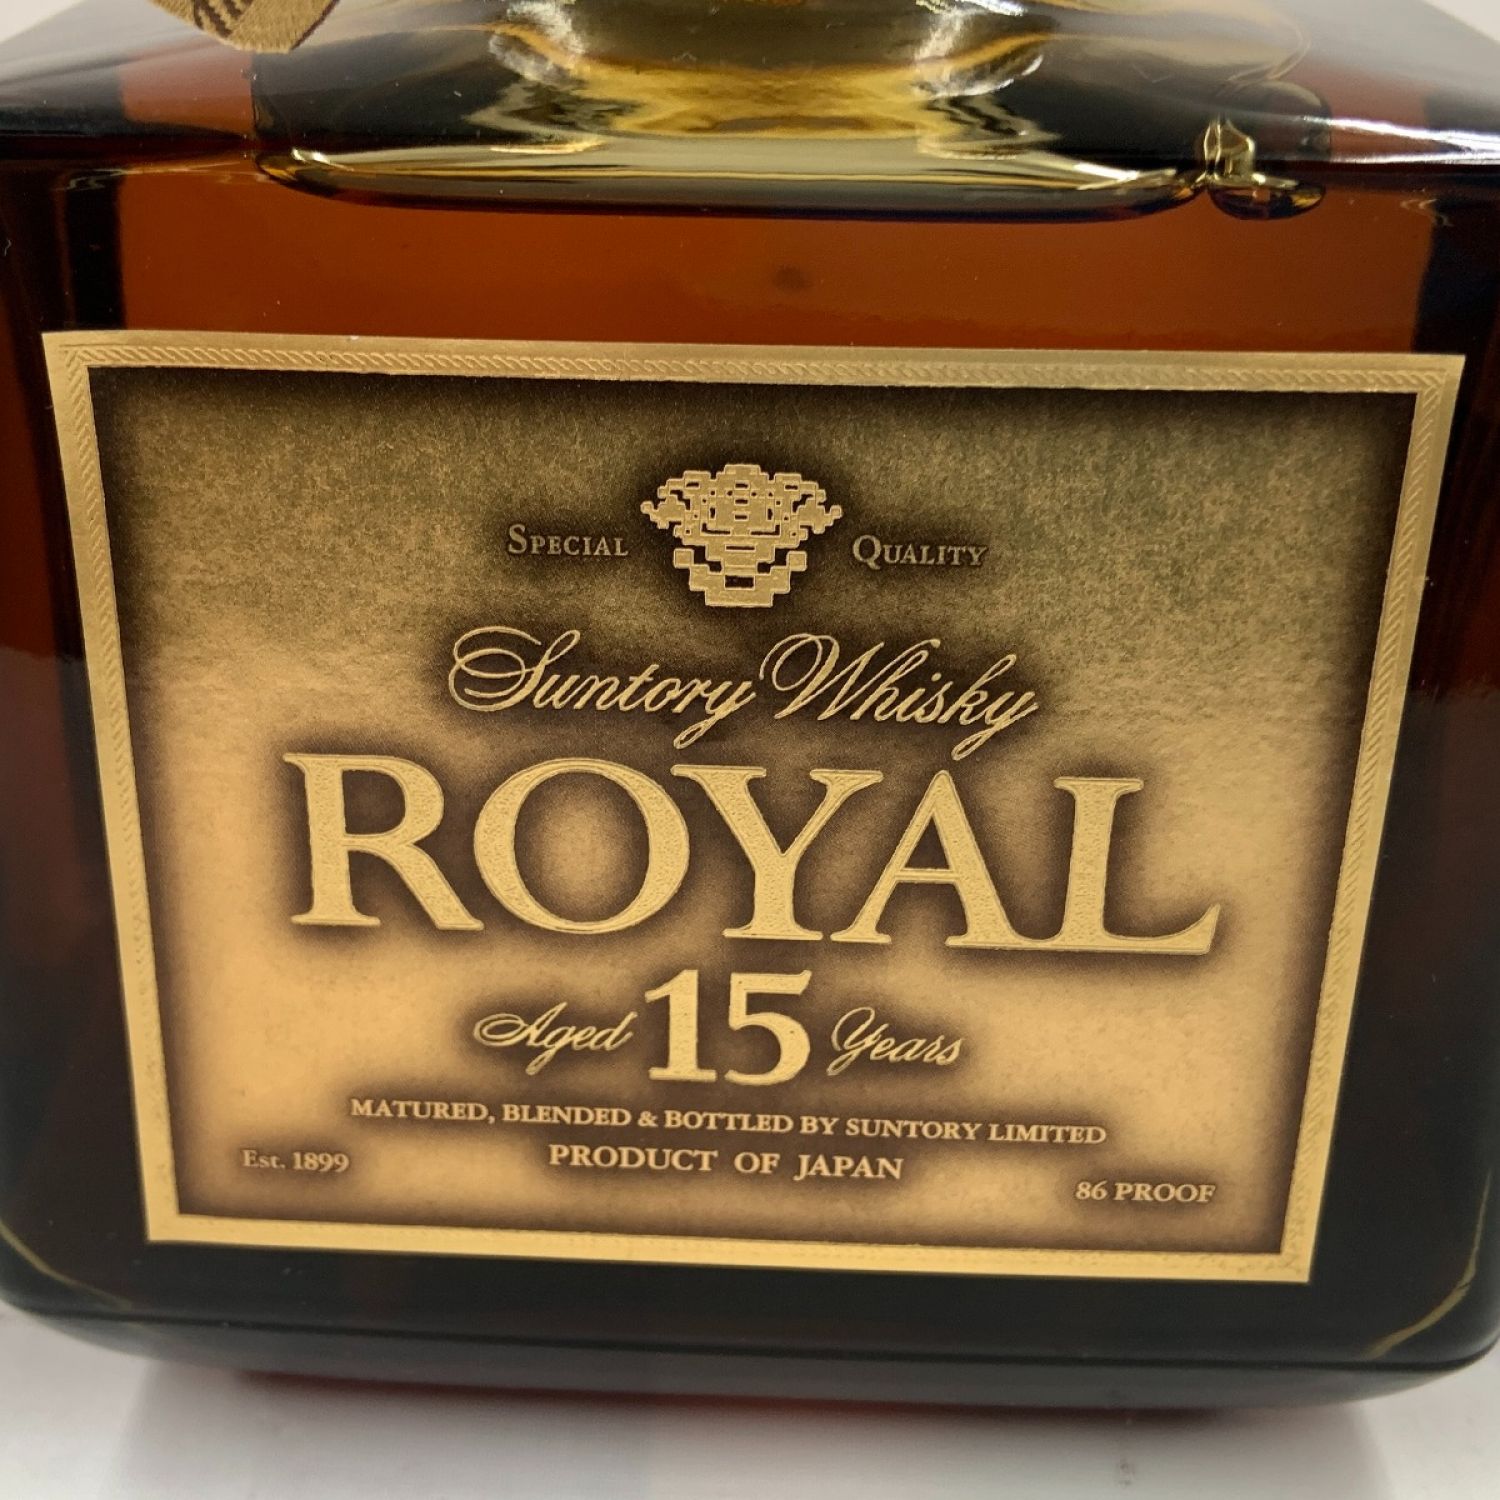 SPECIAL QUALITY
Suntory Whisky
ROYAL
Aged 15 Years
MATURED, BLENDED & BOTTLED BY SUNTORY LIMITED
Est. 1899 PRODUCT OF JAPAN 86 PROOF